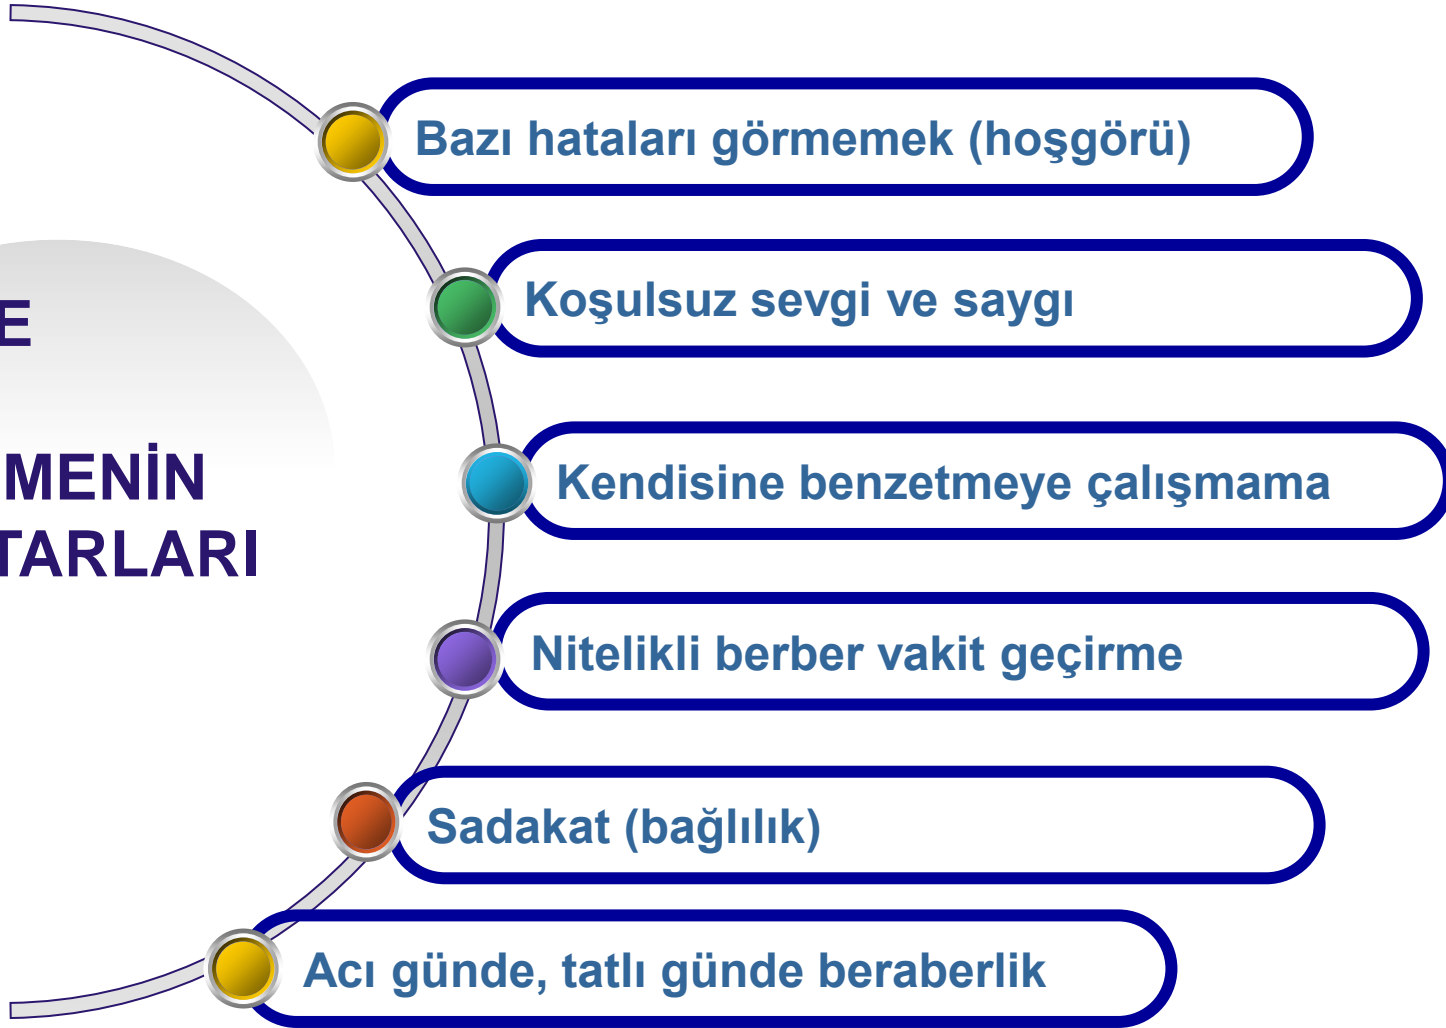 E
MENİN
TARLARI
Bazı hataları görmemek (hoşgörü)
Koşulsuz sevgi ve saygı
Kendisine benzetmeye çalışmama
Nitelikli berber vakit geçirme
Sadakat (bağlılık)
Acı günde, tatlı günde beraberlik